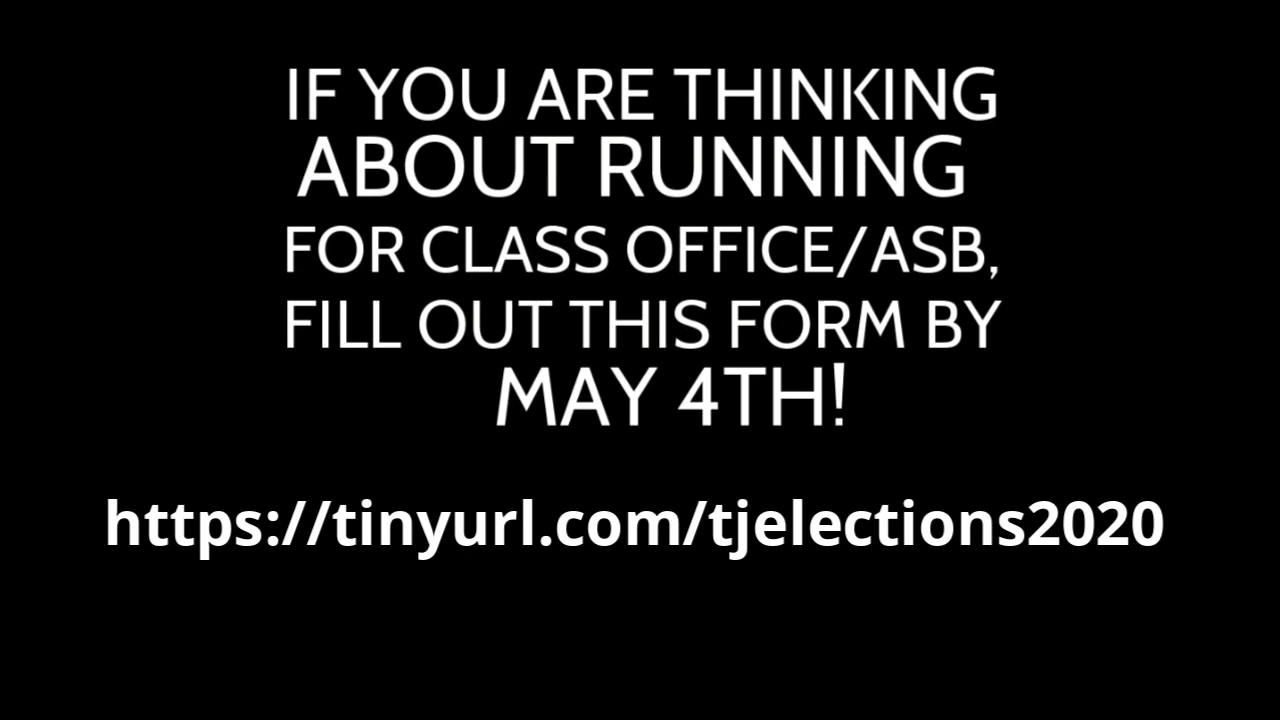 IF YOU ARE THINKING
ABOUT RUNNING
FOR CLASS OFFICE/ASB,
FILL OUT THIS FORM BY
MAY 4TH!
https://tinyurl.com/tjelections2020